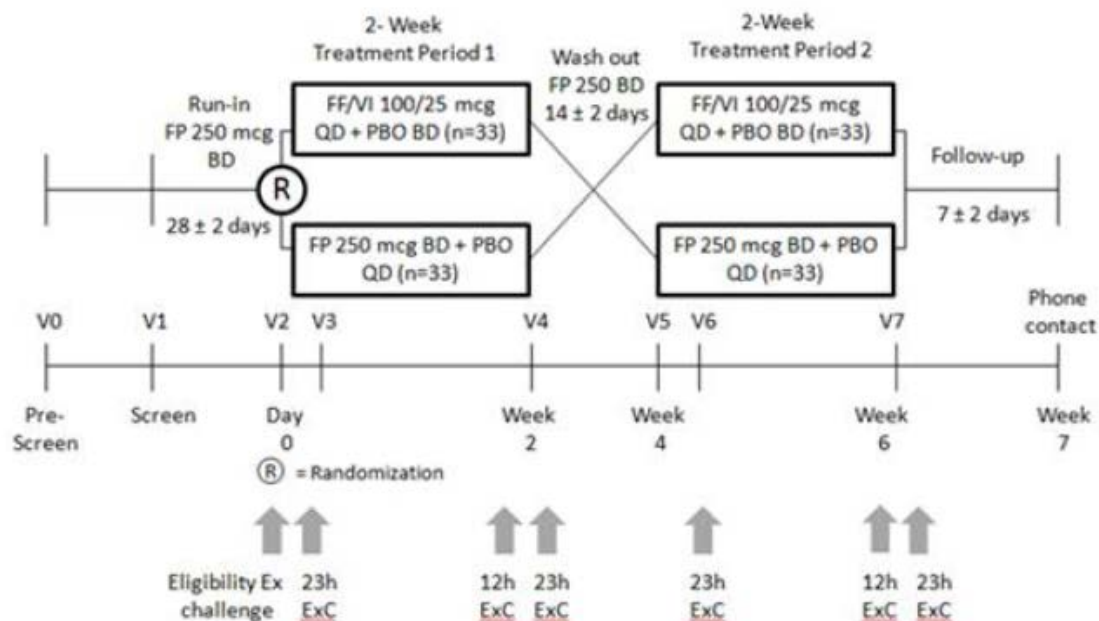 2- Week
Treatment Period 1
2-Week
Treatment Period 2
Wash out
FP 250 BD
14 ± 2 days
Run-in
FP 250 mcg
BD
FF/VI 100/25 mcg
QD + PBO BD (n=33)
FF/VI 100/25 mcg
QD + PBO BD (n=33)
Follow-up
R
28 ± 2 days
7 ± 2 days
FP 250 mcg BD + PBO
QD (n=33)
FP 250 mcg BD + PBO
QD (n=33)
Phone
contact
V0 V1 V2 V3 V4 V5 V6 V7
Pre-
Screen
Screen
Day
0
Week
2
Week
4
Week
6
Week
7
R = Randomization
Eligibility Ex
challenge
23h
ExC
12h
ExC
23h
ExC
23h
ExC
12h
ExC
23h
ExC